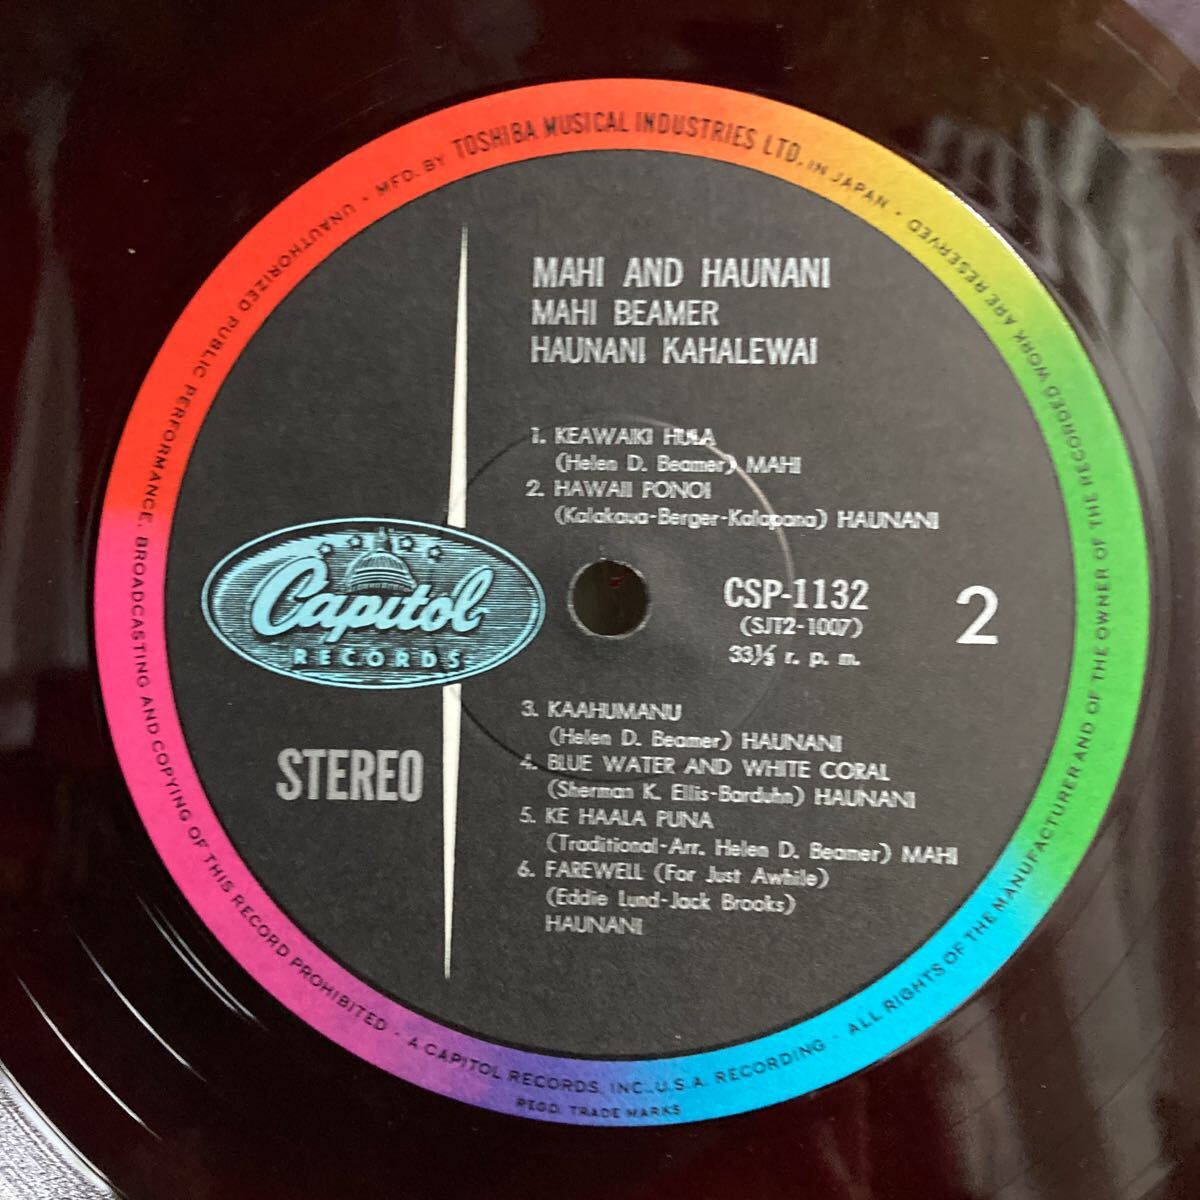 MFD. BY TOSHIBA MUSICAL INDUSTRIES LTD. IN JAPAN · ALL RIGHTS OF THE MANUFACTURER AND OF THE OWNER OF THE RECORDED WORK ARE RESERVED · UNAUTHORIZED PUBLIC PERFORMANCE, BROADCASTING AND COPYING OF THIS RECORD PROHIBITED · A CAPITOL RECORDS, INC., U.S.A. RECORDING ·
REGD. TRADE MARKS
MAHI AND HAUNANI
MAHI BEAMER
HAUNANI KAHALEWAI
1. KEAWAIKI HULA
(Helen D. Beamer) MAHI
2. HAWAII PONOI
(Kalakaua-Berger-Kalapana) HAUNANI
Capitol
RECORDS
CSP-1132
(SJT2-1007)
33⅓ r. p. m.
2
STEREO
3. KAAHUMANU
(Helen D. Beamer) HAUNANI
4. BLUE WATER AND WHITE CORAL
(Sherman K. Ellis-Barduhn) HAUNANI
5. KE HAALA PUNA
(Traditional-Arr. Helen D. Beamer) MAHI
6. FAREWELL (For Just Awhile)
(Eddie Lund-Jack Brooks)
HAUNANI